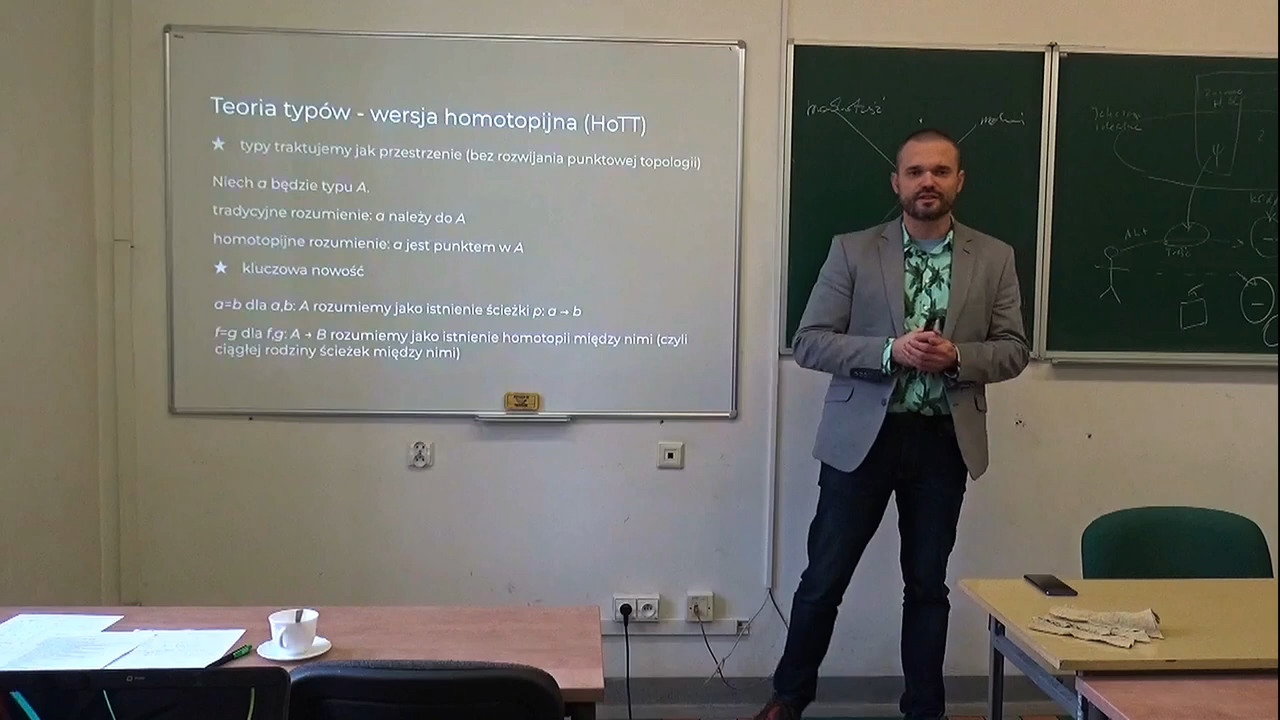 Teoria typów - wersja homotopijna (HoTT)
★ typy traktujemy jak przestrzenie (bez rozwijania punktowej topologii)
Niech a będzie typu A.
tradycyjne rozumienie: a należy do A
homotopijne rozumienie: a jest punktem w A
★ kluczowa nowość
a=b dla a,b: A rozumiemy jako istnienie ścieżki p: a → b
f=g dla f,g: A → B rozumiemy jako istnienie homotopii między nimi (czyli
ciągłej rodziny ścieżek między nimi)